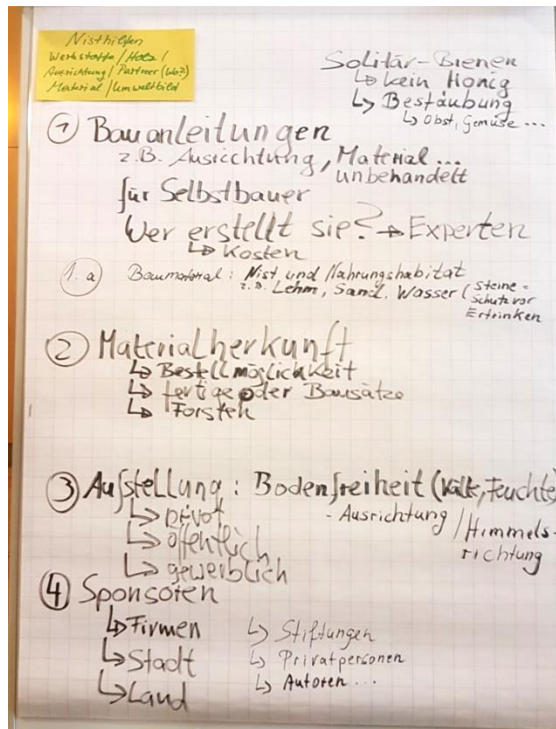 Nisthilfen
Werkstoffe / Holz /
Ausrichtung / Partner (Wo?)
Material / Umweltbild
Solitär-Bienen
↳ kein Honig
↳ Bestäubung
↳ Obst, Gemüse ...
① Bauanleitungen
z.B. Ausrichtung, Material ...
unbehandelt
für Selbstbauer
Wer erstellt sie? → Experten
↳ Kosten
1.a Baumaterial : Nist und Nahrungshabitat
z.B. Lehm, Sand, Wasser (Steine =
Schutz vor
Ertrinken
② Materialherkunft
↳ Bestellmöglichkeit
↳ fertige oder Bausätze
↳ Forsten
③ Aufstellung : Bodenfreiheit (Kälte, Feuchte)
- Ausrichtung / Himmels-
richtung
↳ privat
↳ öffentlich
↳ gewerblich
④ Sponsoren
↳ Firmen
↳ Stadt
↳ Land
↳ Stiftungen
↳ Privatpersonen
↳ Autoren ...